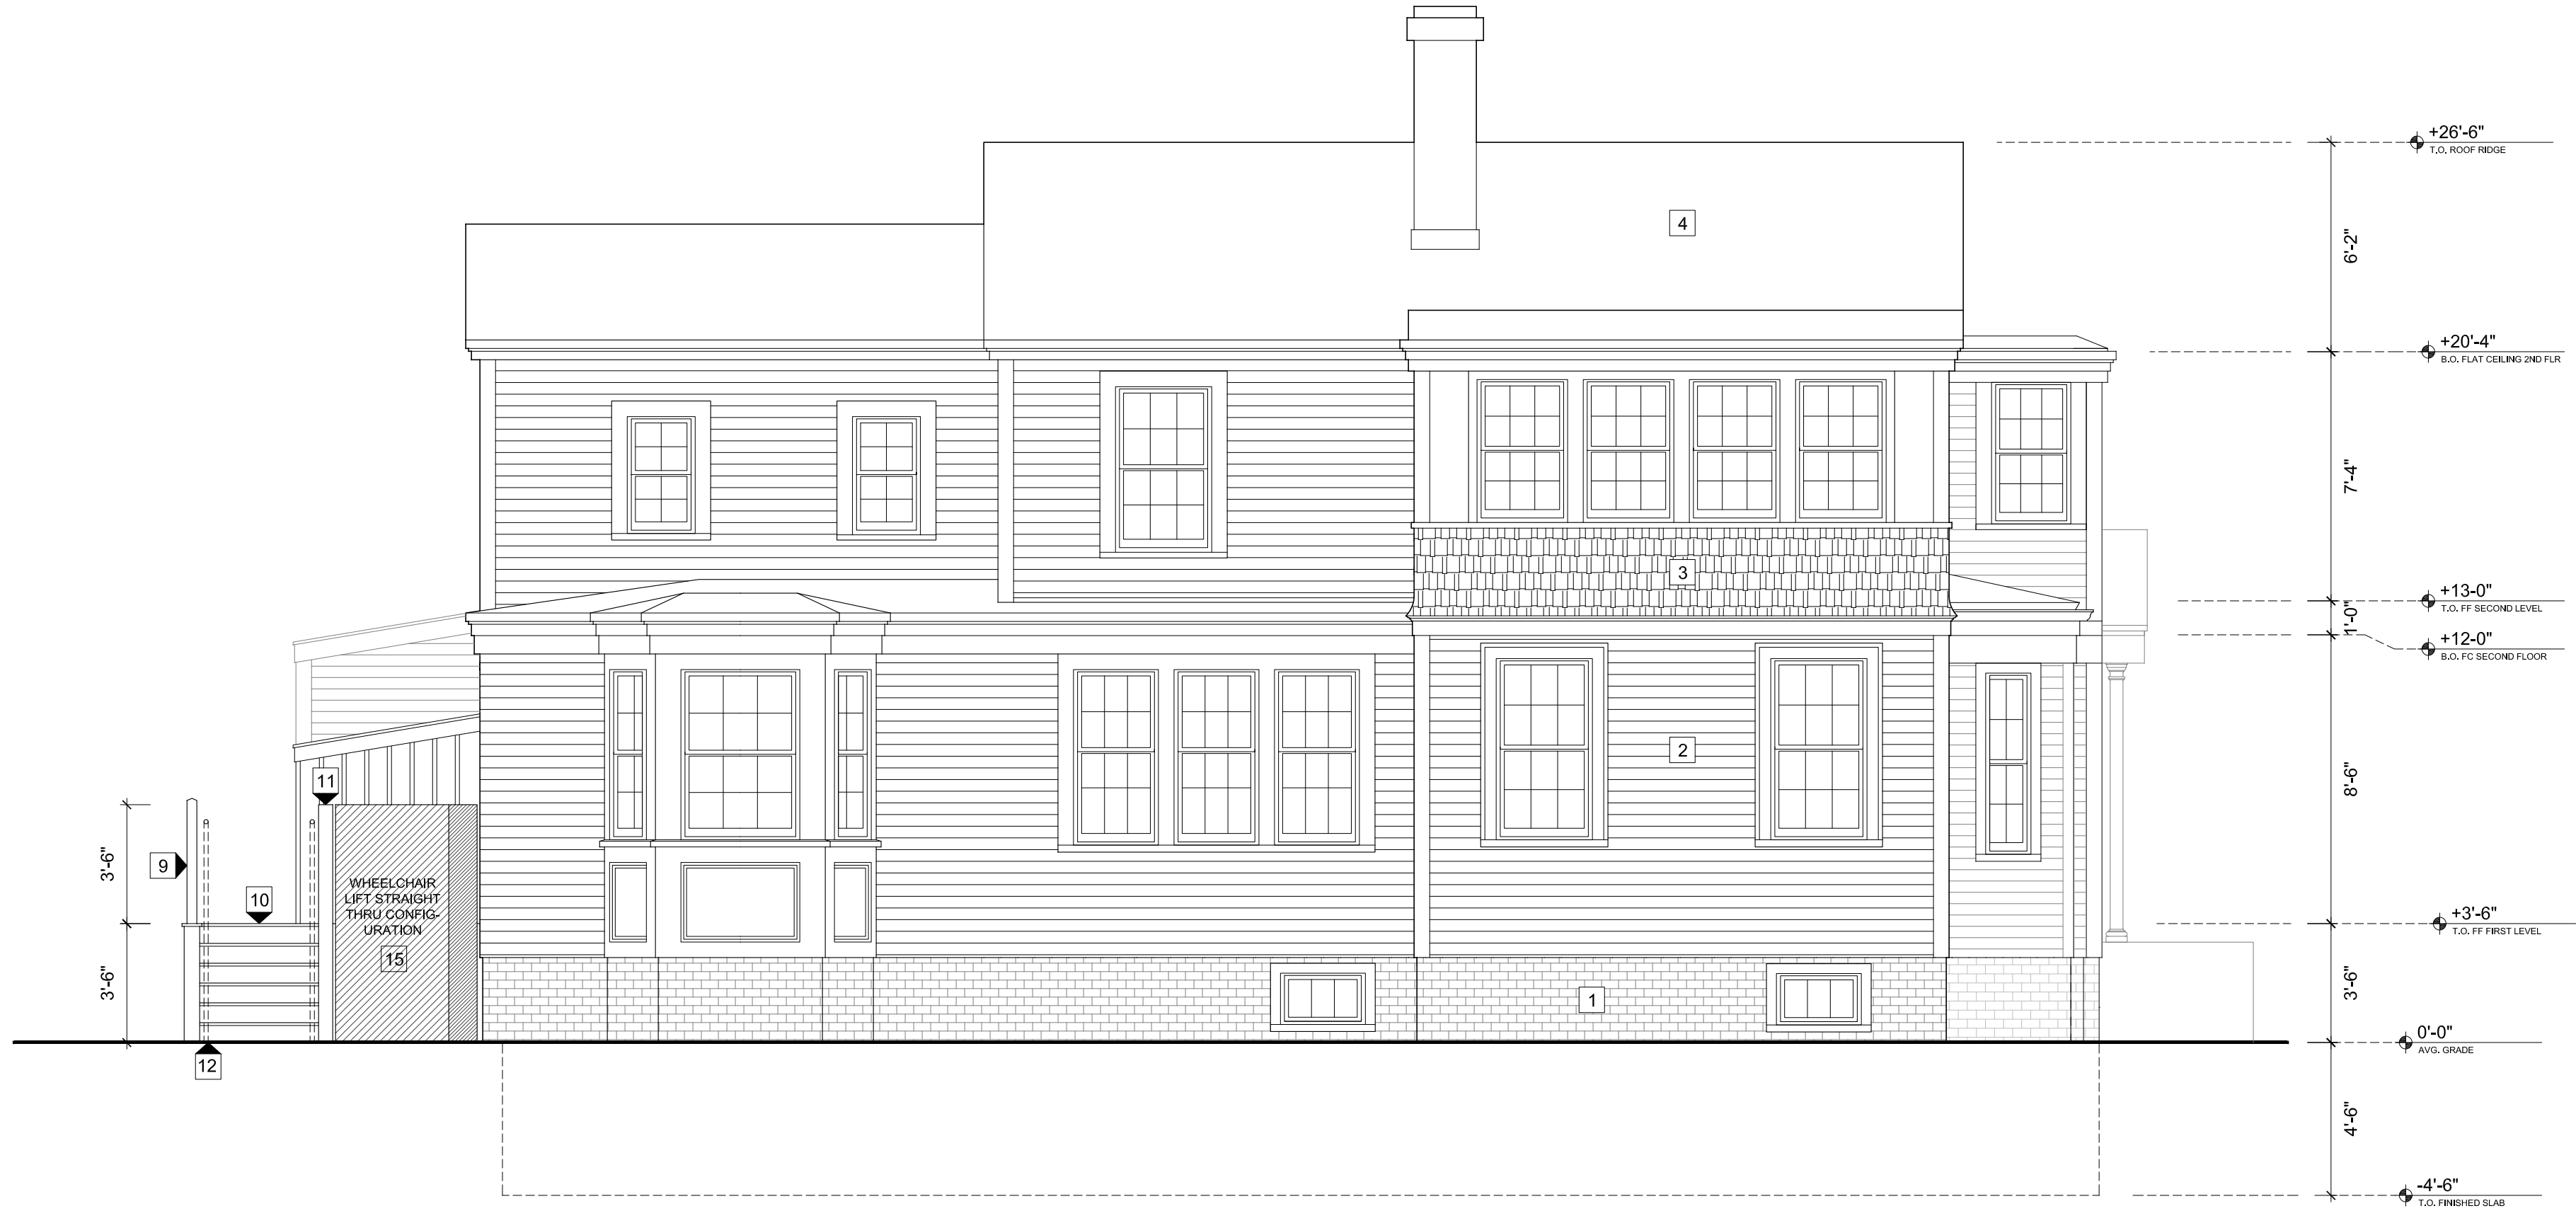 +26'-6"
T.O. ROOF RIDGE
4
6'-2"
+20'-4"
B.O. FLAT CEILING 2ND FLR
7'-4"
3
+13-0"
T.O. FF SECOND LEVEL
1'-0"
+12-0"
B.O. FC SECOND FLOOR
2
8'-6"
11
3'-6"
9
WHEELCHAIR
LIFT STRAIGHT
THRU CONFIG-
URATION
15
10
+3'-6"
T.O. FF FIRST LEVEL
3'-6"
1
3'-6"
0'-0"
AVG. GRADE
12
4'-6"
-4'-6"
T.O. FINISHED SLAB